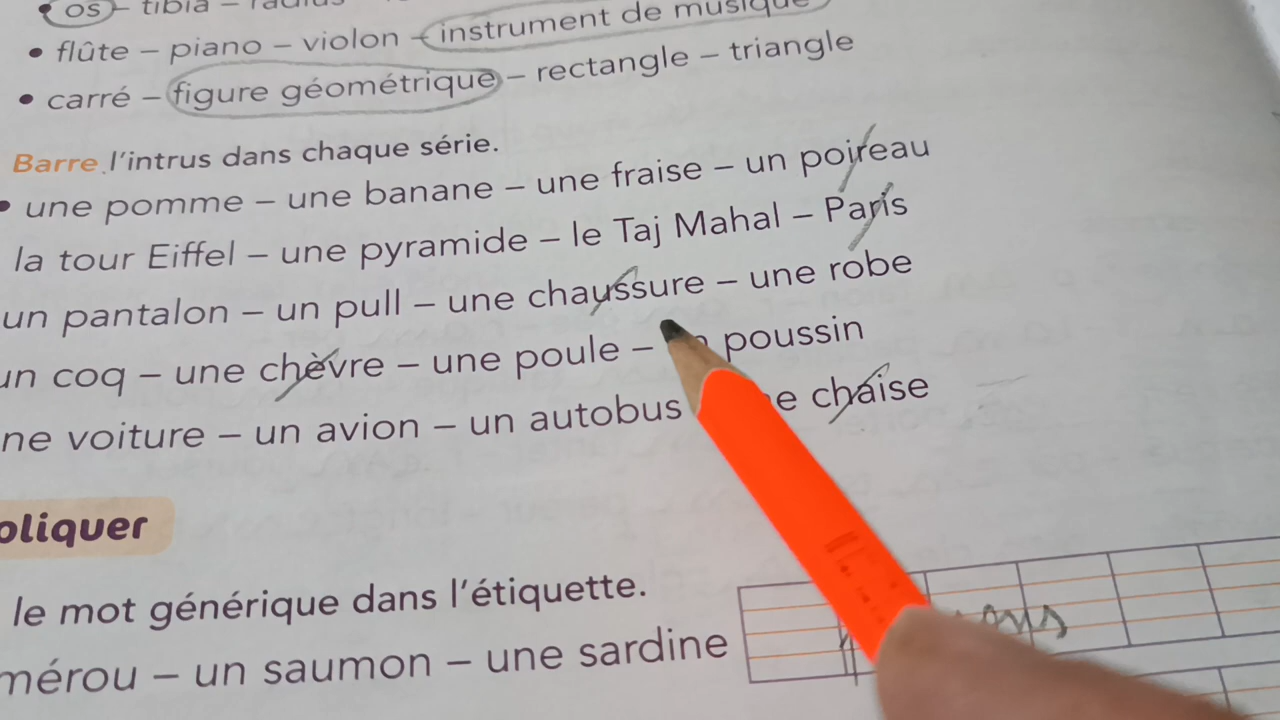 os – tibia –
• flûte – piano – violon – instrument de musique
• carré – figure géométrique – rectangle – triangle
Barre l'intrus dans chaque série.
• une pomme – une banane – une fraise – un poireau
la tour Eiffel – une pyramide – le Taj Mahal – Paris
un pantalon – un pull – une chaussure – une robe
un coq – une chèvre – une poule – poussin
ne voiture – un avion – un autobus e chaise
pliquer
le mot générique dans l'étiquette.
mérou – un saumon – une sardine